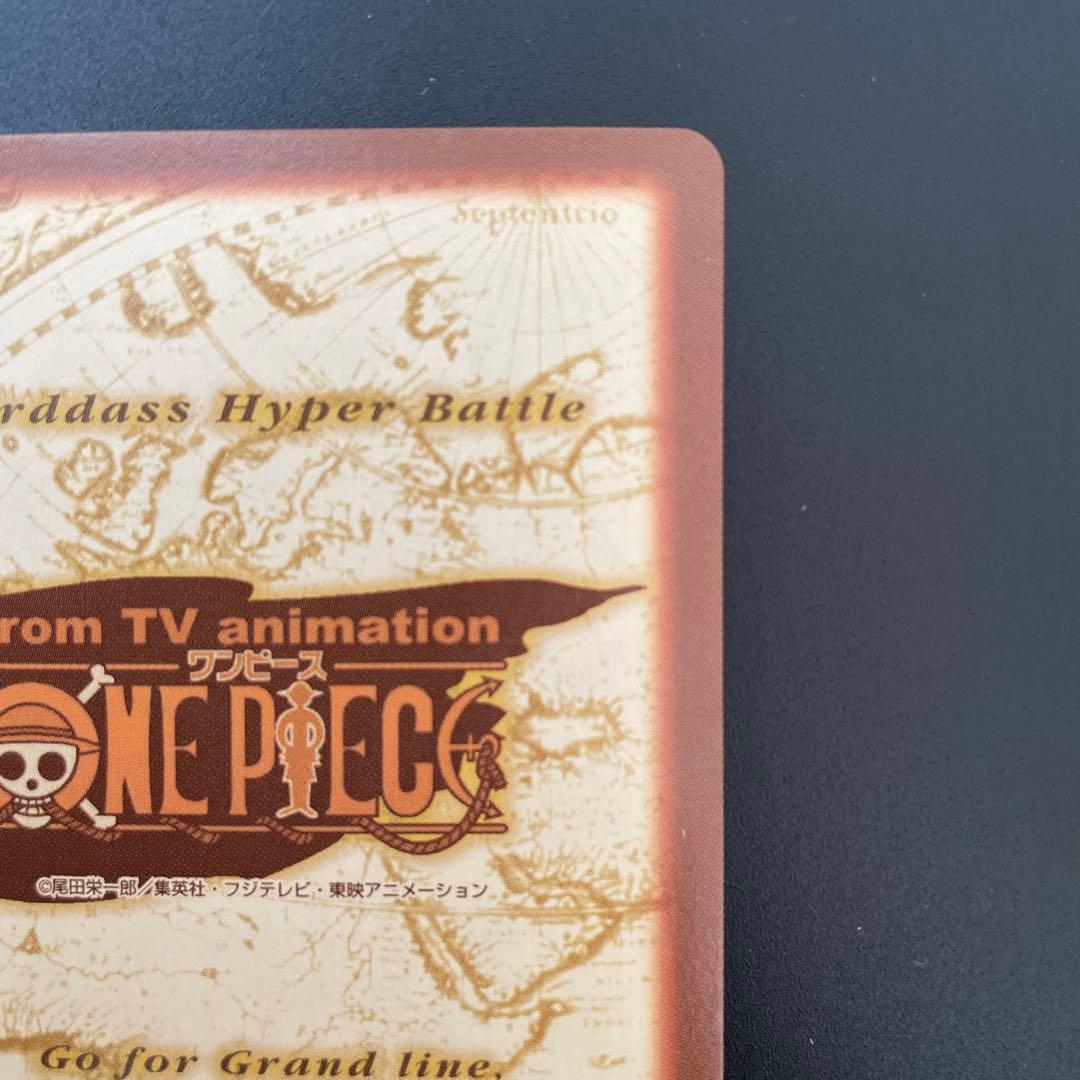 Septentrio
rddass Hyper Battle
rom TV animation
ワンピース
ONE PIECE
©尾田栄一郎／集英社・フジテレビ・東映アニメーション
Go for Grand line,